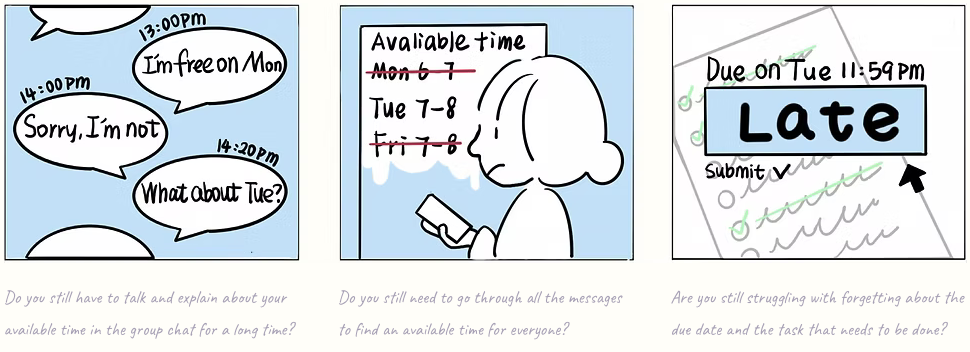 13:00pm
I'm free on Mon
14:00pm
Sorry, I'm not
14:20pm
What about Tue?
Do you still have to talk and explain about your
available time in the group chat for a long time?
Avaliable time
Mon 6-7
Tue 7-8
Fri 7-8
Do you still need to go through all the messages
to find an available time for everyone?
Due on Tue 11:59pm
Late
Submit
Are you still struggling with forgetting about the
due date and the task that needs to be done?